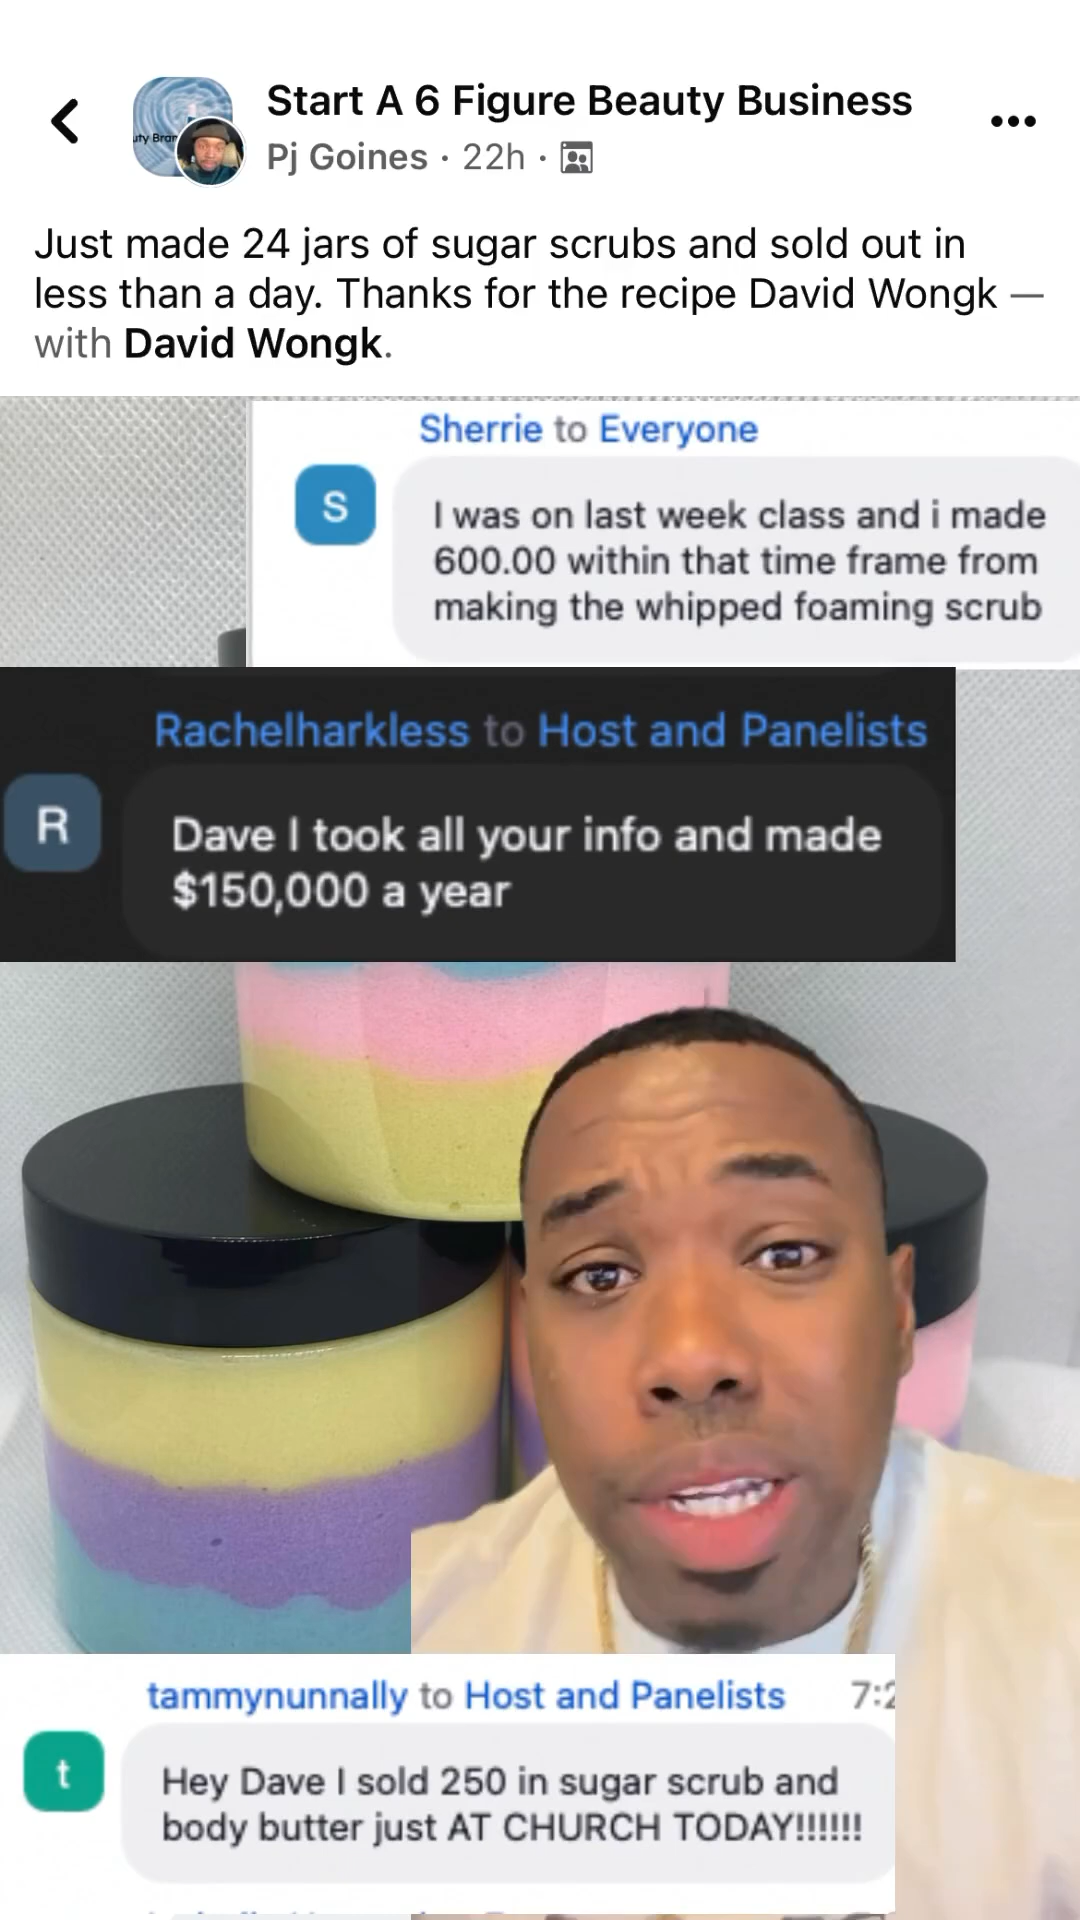 Start A 6 Figure Beauty Business
uty Bran
Pj Goines · 22h ·
Just made 24 jars of sugar scrubs and sold out in
less than a day. Thanks for the recipe David Wongk —
with David Wongk.
Sherrie to Everyone
S
I was on last week class and i made
600.00 within that time frame from
making the whipped foaming scrub
Rachelharkless to Host and Panelists
R
Dave I took all your info and made
$150,000 a year
tammynunnally to Host and Panelists 7:2
t
Hey Dave I sold 250 in sugar scrub and
body butter just AT CHURCH TODAY!!!!!!